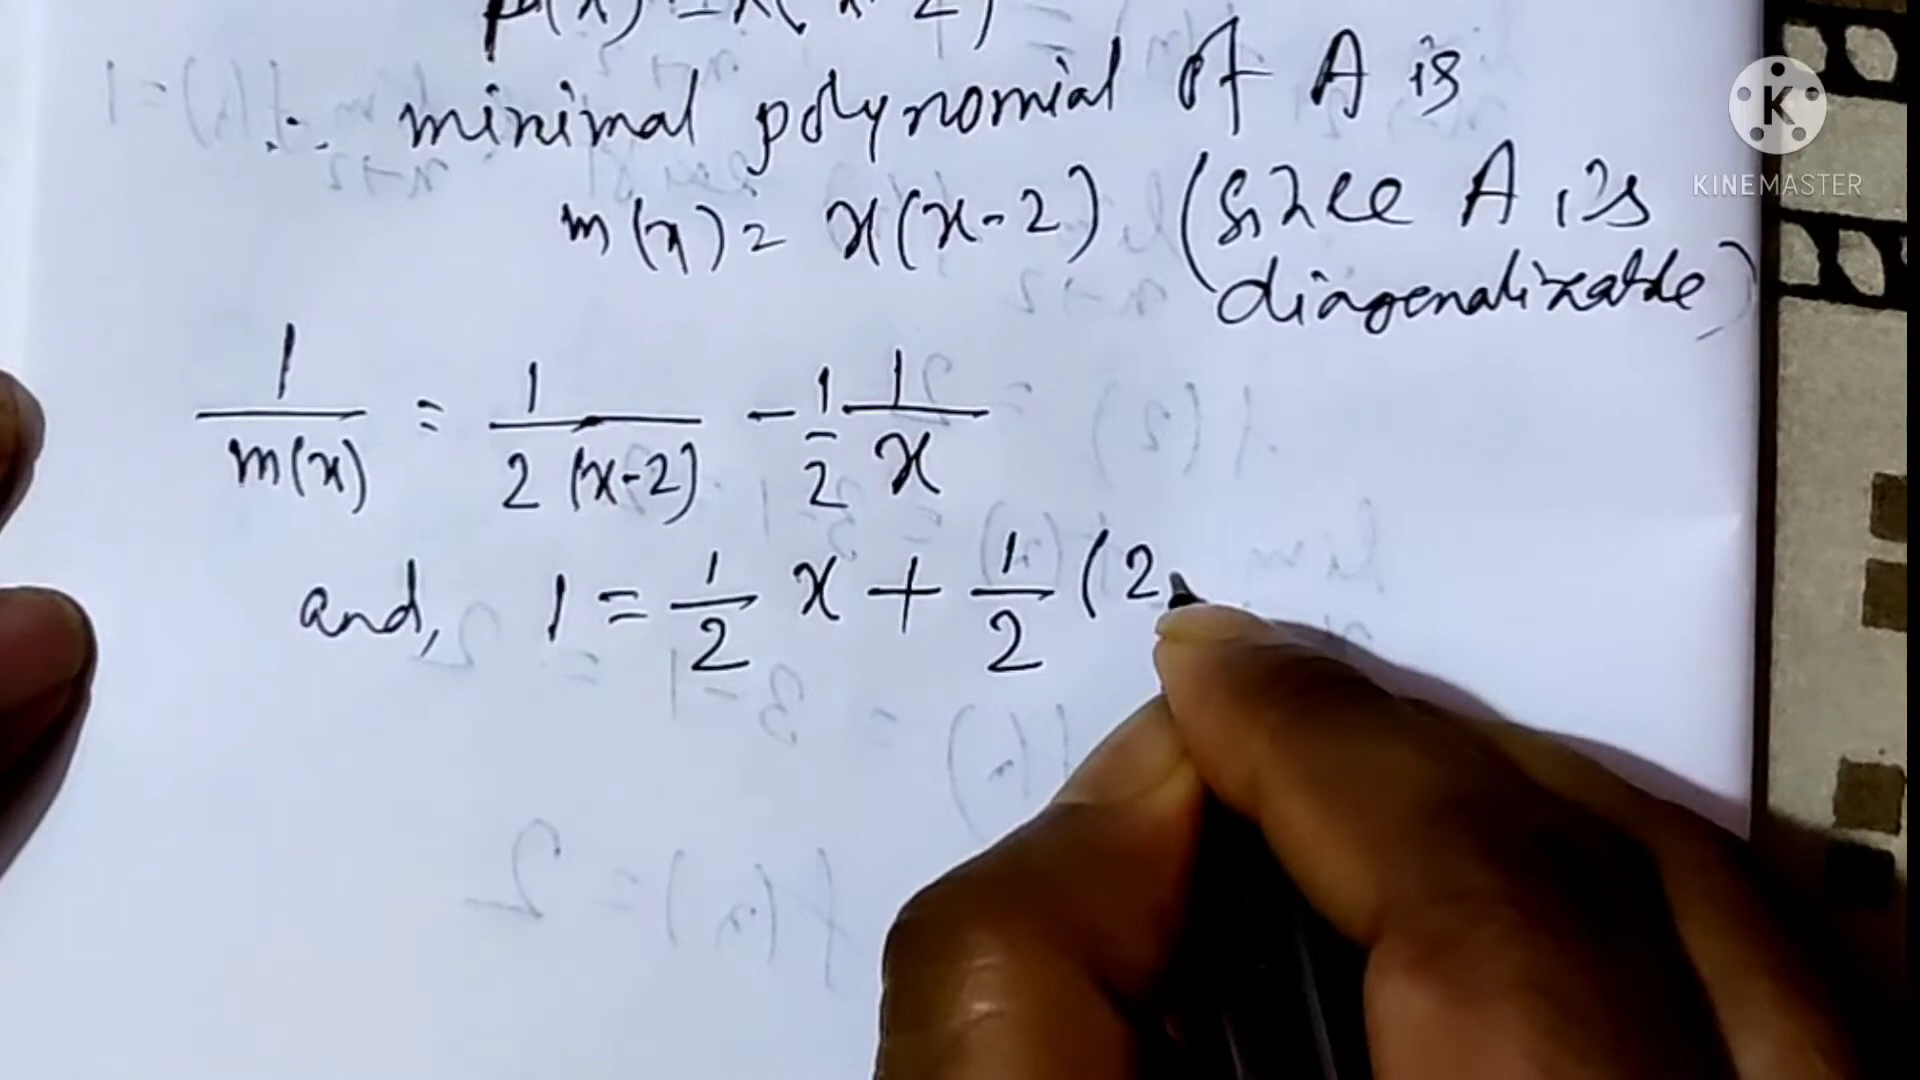 p(x) = x(x-2)
∴ minimal polynomial of A is
m(x) = x(x-2) (Since A is
diagonalizable)
1/m(x) = 1/2(x-2) - 1/2 1/x
and, 1 = 1/2 x + 1/2 (2
K
KINEMASTER